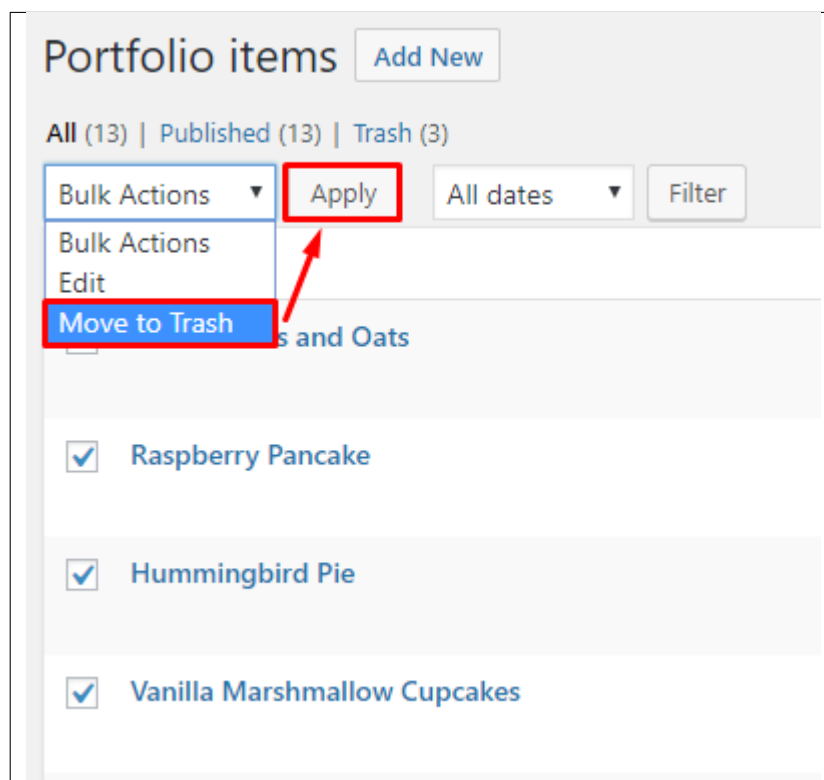 Portfolio items Add New
All (13) | Published (13) | Trash (3)
Bulk Actions Apply All dates Filter
Bulk Actions
Edit
Move to Trash
and Oats
Raspberry Pancake
Hummingbird Pie
Vanilla Marshmallow Cupcakes